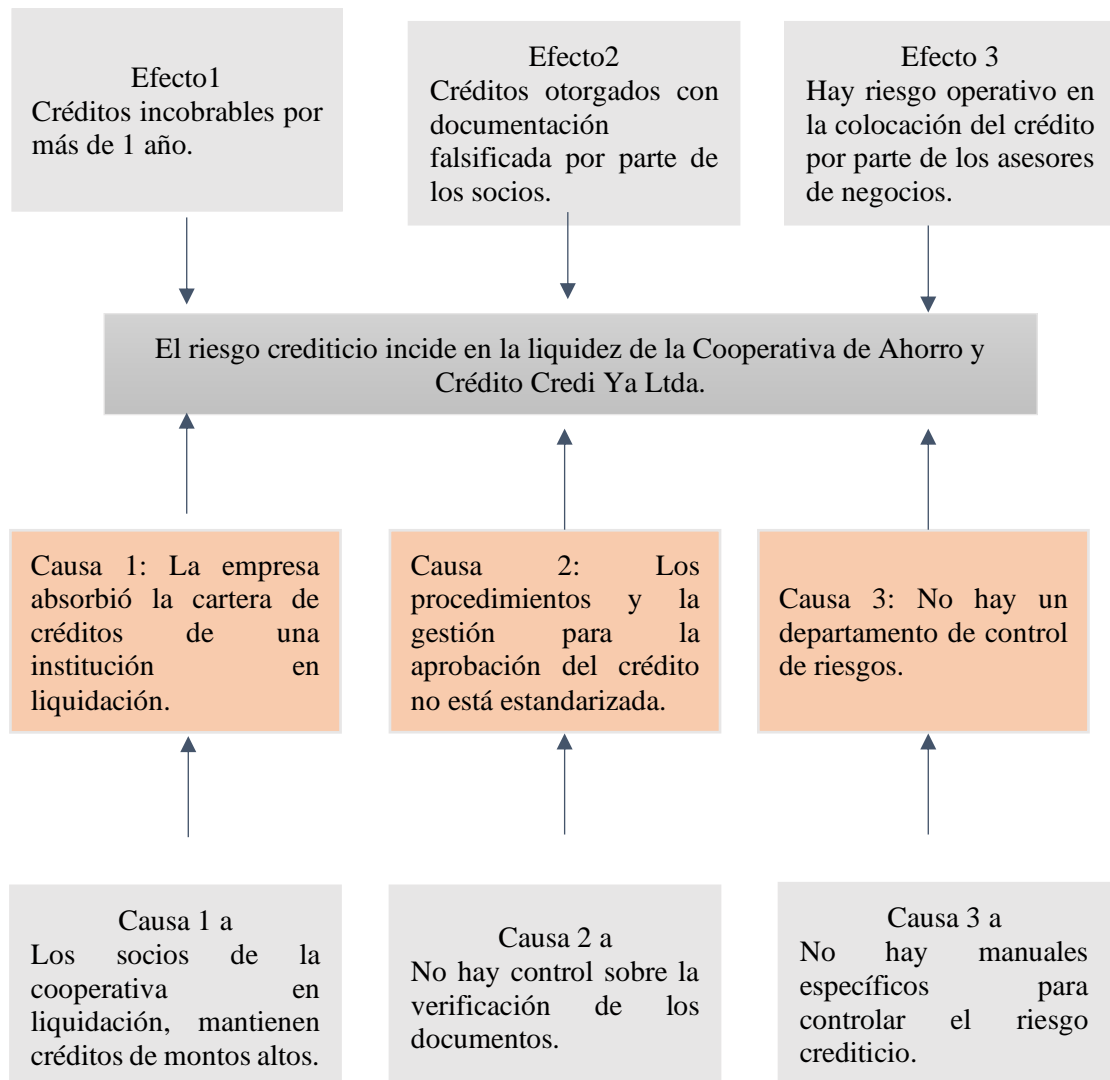 Efecto1
Créditos incobrables por
más de 1 año.
Efecto2
Créditos otorgados con
documentación
falsificada por parte de
los socios.
Efecto 3
Hay riesgo operativo en
la colocación del crédito
por parte de los asesores
de negocios.
El riesgo crediticio incide en la liquidez de la Cooperativa de Ahorro y
Crédito Credi Ya Ltda.
Causa 1: La empresa
absorbió la cartera de
créditos de una
institución en
liquidación.
Causa 2: Los
procedimientos y la
gestión para la
aprobación del crédito
no está estandarizada.
Causa 3: No hay un
departamento de control
de riesgos.
Causa 1 a
Los socios de la
cooperativa en
liquidación, mantienen
créditos de montos altos.
Causa 2 a
No hay control sobre la
verificación de los
documentos.
Causa 3 a
No hay manuales
específicos para
controlar el riesgo
crediticio.